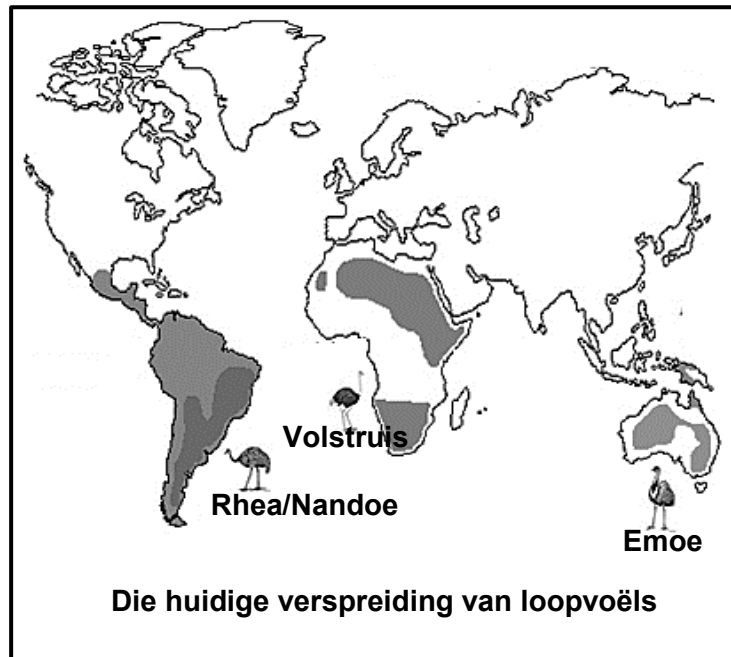 Volstruis
Rhea/Nandoe
Emoe
Die huidige verspreiding van loopvoëls